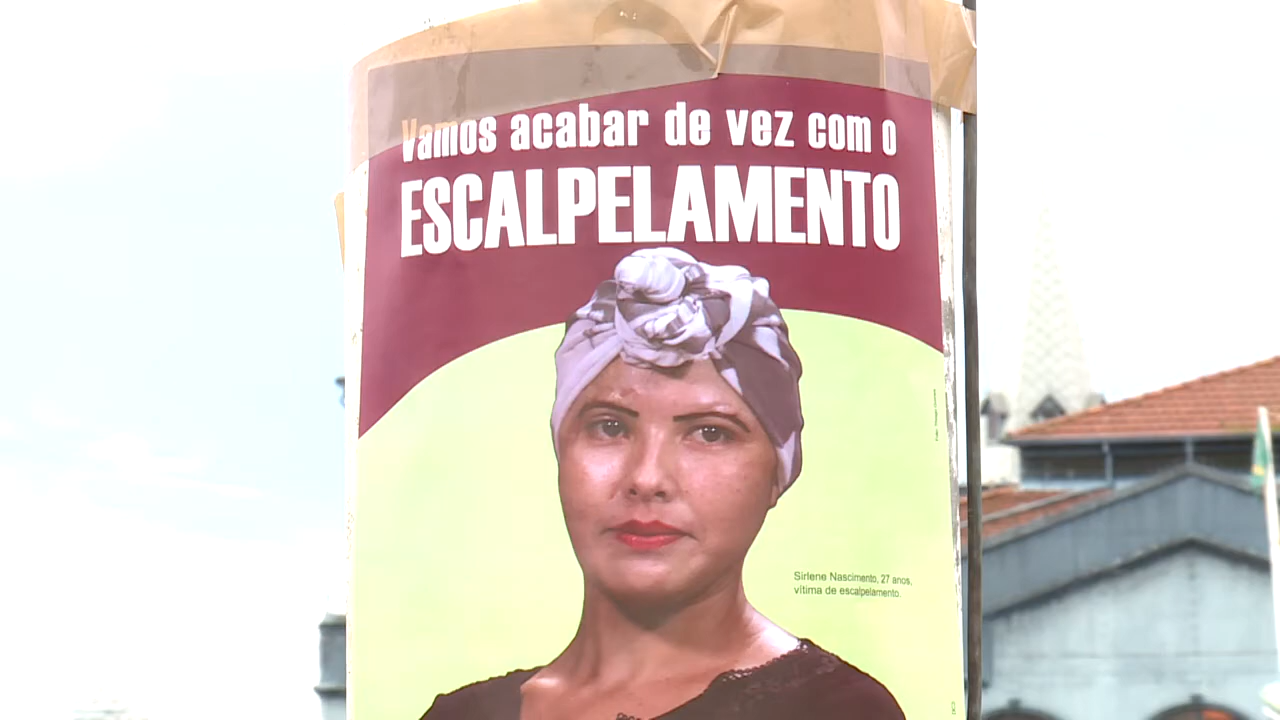 Vamos acabar de vez com o
ESCALPELAMENTO
Sirlene Nascimento, 27 anos,
vítima de escalpelamento.